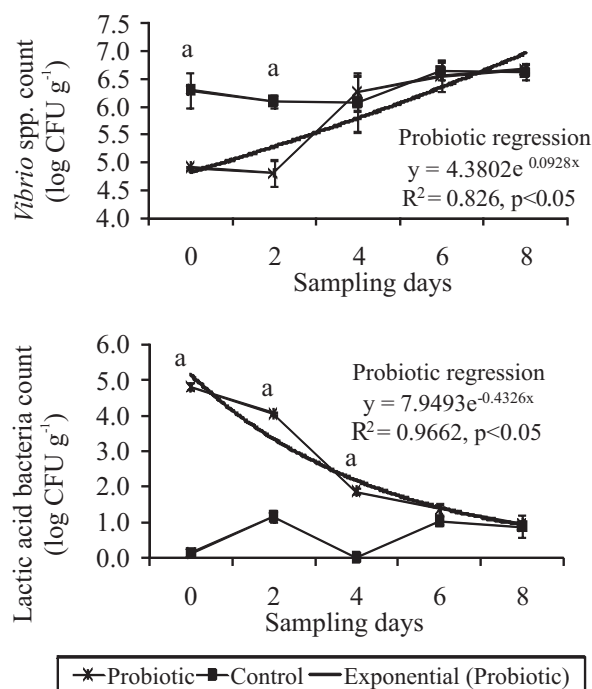 Vibrio spp. count
(log CFU g-1)
7.5
7.0
6.5
6.0
5.5
5.0
4.5
4.0
a
a
Probiotic regression
y = 4.3802e 0.0928x
R2 = 0.826, p<0.05
0 2 4 6 8
Sampling days
Lactic acid bacteria count
(log CFU g-1)
6.0
5.0
4.0
3.0
2.0
1.0
0.0
a
a
a
Probiotic regression
y = 7.9493e-0.4326x
R2 = 0.9662, p<0.05
0 2 4 6 8
Sampling days
Probiotic Control Exponential (Probiotic)